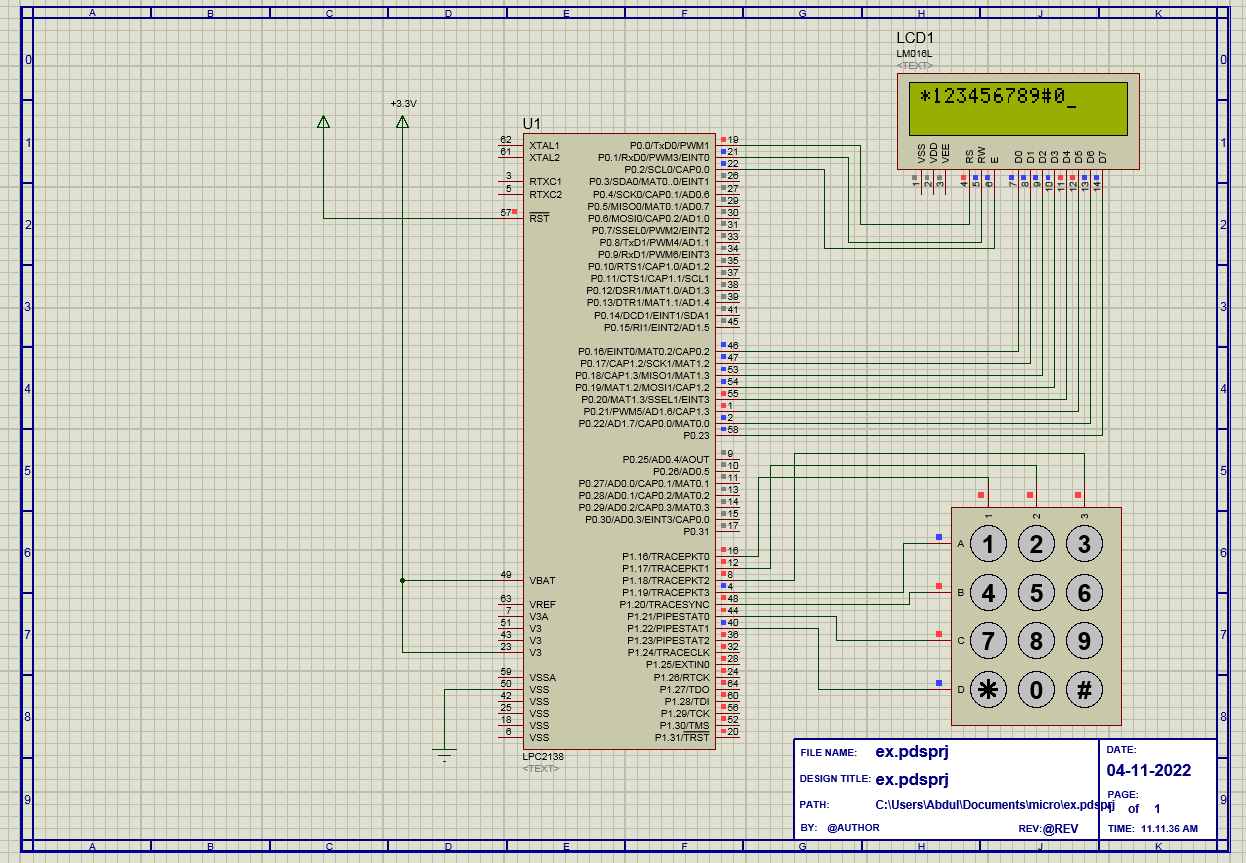 A B C D E F G H J K
0 0
1 1
2 2
3 3
4 4
5 5
6 6
7 7
8 8
9 9
LCD1
LM016L
<TEXT>
*123456789#0_
VSS VDD VEE RS RW E D0 D1 D2 D3 D4 D5 D6 D7
1 2 3 4 5 6 7 8 9 10 11 12 13 14
+3.3V
U1
62 XTAL1
61 XTAL2
3 RTXC1
5 RTXC2
57 RST
49 VBAT
63 VREF
7 V3A
51 V3
43 V3
23 V3
59 VSSA
50 VSS
42 VSS
25 VSS
18 VSS
6 VSS
P0.0/TxD0/PWM1 19
P0.1/RxD0/PWM3/EINT0 21
P0.2/SCL0/CAP0.0 22
P0.3/SDA0/MAT0..0/EINT1 26
P0.4/SCK0/CAP0.1/AD0.6 27
P0.5/MISO0/MAT0.1/AD0.7 29
P0.6/MOSI0/CAP0.2/AD1.0 30
P0.7/SSEL0/PWM2/EINT2 31
P0.8/TxD1/PWM4/AD1.1 33
P0.9/RxD1/PWM6/EINT3 34
P0.10/RTS1/CAP1.0/AD1.2 35
P0.11/CTS1/CAP1.1/SCL1 37
P0.12/DSR1/MAT1.0/AD1.3 38
P0.13/DTR1/MAT1.1/AD1.4 39
P0.14/DCD1/EINT1/SDA1 41
P0.15/RI1/EINT2/AD1.5 45
P0.16/EINT0/MAT0.2/CAP0.2 46
P0.17/CAP1.2/SCK1/MAT1.2 47
P0.18/CAP1.3/MISO1/MAT1.3 53
P0.19/MAT1.2/MOSI1/CAP1.2 54
P0.20/MAT1.3/SSEL1/EINT3 55
P0.21/PWM5/AD1.6/CAP1.3 1
P0.22/AD1.7/CAP0.0/MAT0.0 2
P0.23 58
P0.25/AD0.4/AOUT 9
P0.26/AD0.5 10
P0.27/AD0.0/CAP0.1/MAT0.1 11
P0.28/AD0.1/CAP0.2/MAT0.2 13
P0.29/AD0.2/CAP0.3/MAT0.3 14
P0.30/AD0.3/EINT3/CAP0.0 15
P0.31 17
P1.16/TRACEPKT0 16
P1.17/TRACEPKT1 12
P1.18/TRACEPKT2 8
P1.19/TRACEPKT3 4
P1.20/TRACESYNC 48
P1.21/PIPESTAT0 44
P1.22/PIPESTAT1 40
P1.23/PIPESTAT2 36
P1.24/TRACECLK 32
P1.25/EXTIN0 28
P1.26/RTCK 24
P1.27/TDO 64
P1.28/TDI 60
P1.29/TCK 56
P1.30/TMS 52
P1.31/TRST 20
LPC2138
<TEXT>
1 2 3
A 1 2 3
B 4 5 6
C 7 8 9
D * 0 #
FILE NAME: ex.pdsprj
DESIGN TITLE: ex.pdsprj
PATH: C:\Users\Abdul\Documents\micro\ex.pdsprj
BY: @AUTHOR REV:@REV
DATE:
04-11-2022
PAGE:
1 of 1
TIME: 11.11.36 AM
A B C D E F G H J K